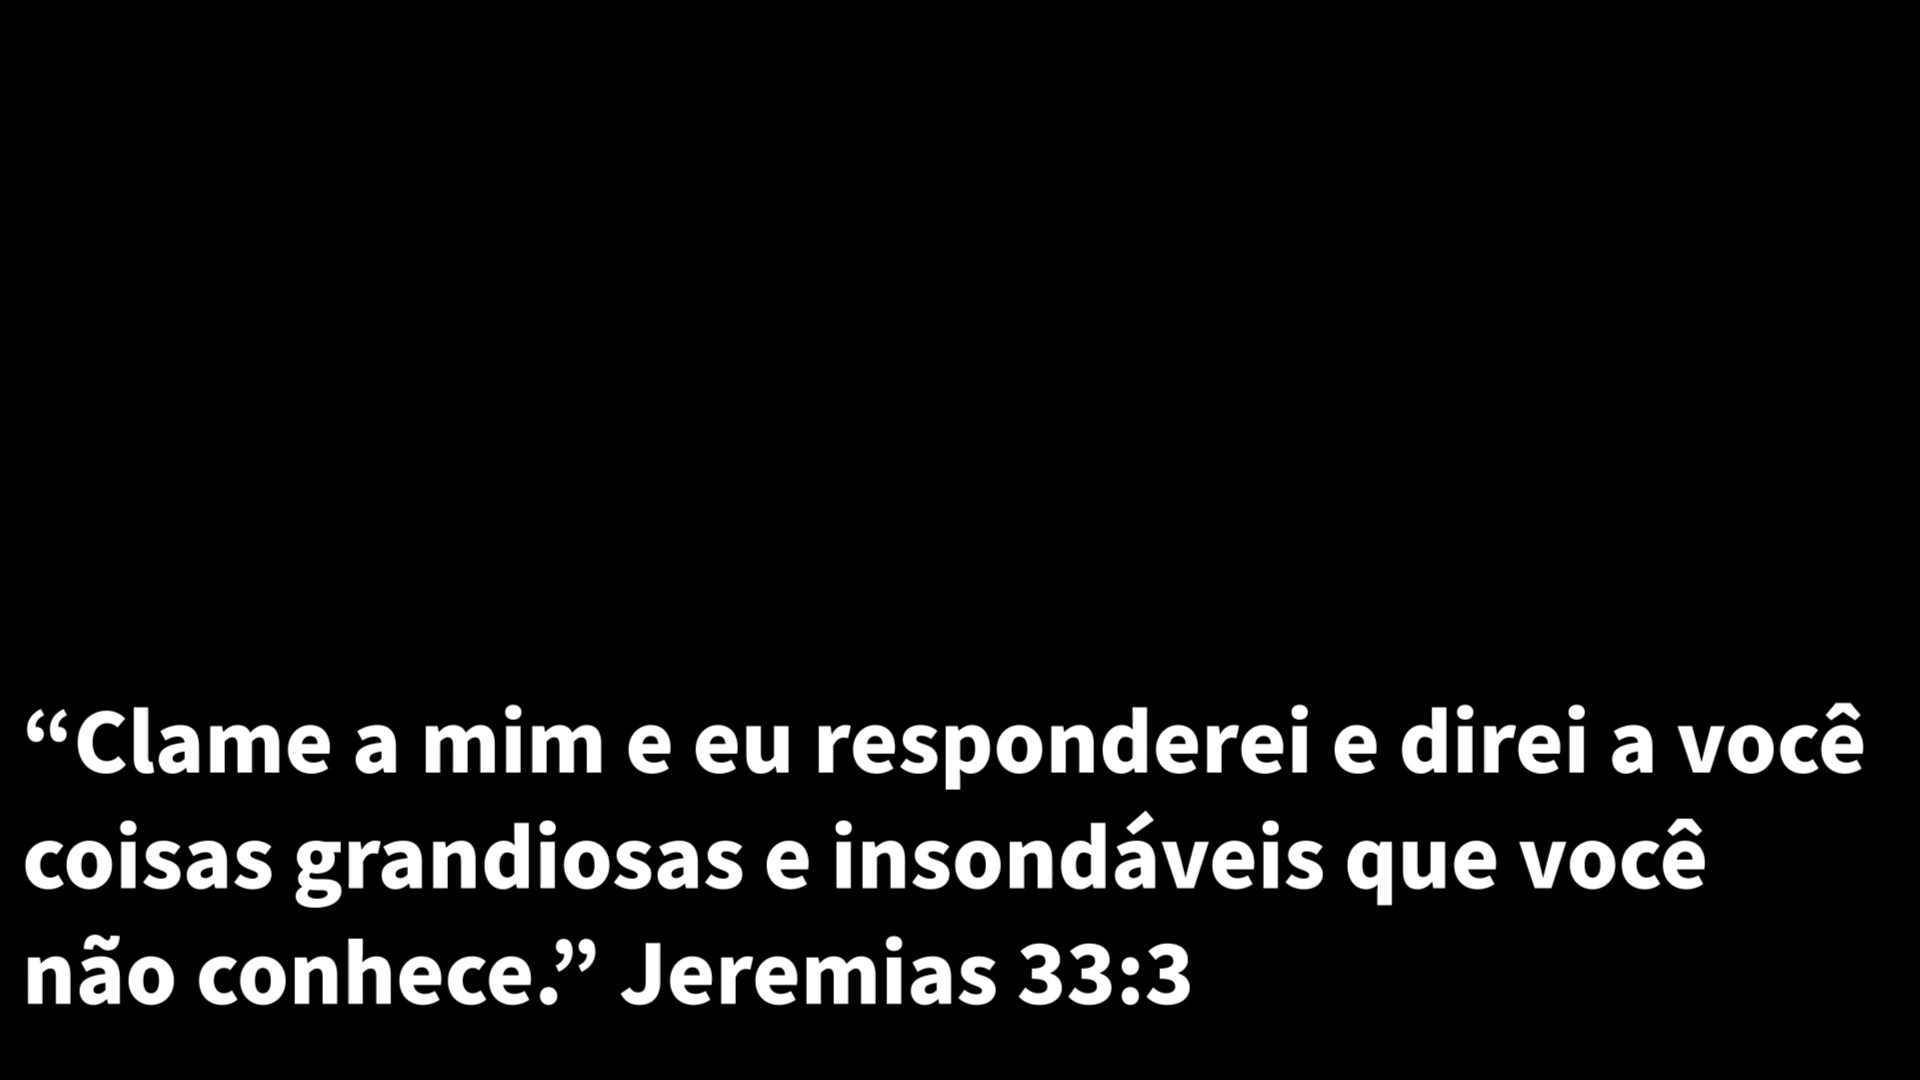 “Clame a mim e eu responderei e direi a você
coisas grandiosas e insondáveis que você
não conhece.” Jeremias 33:3